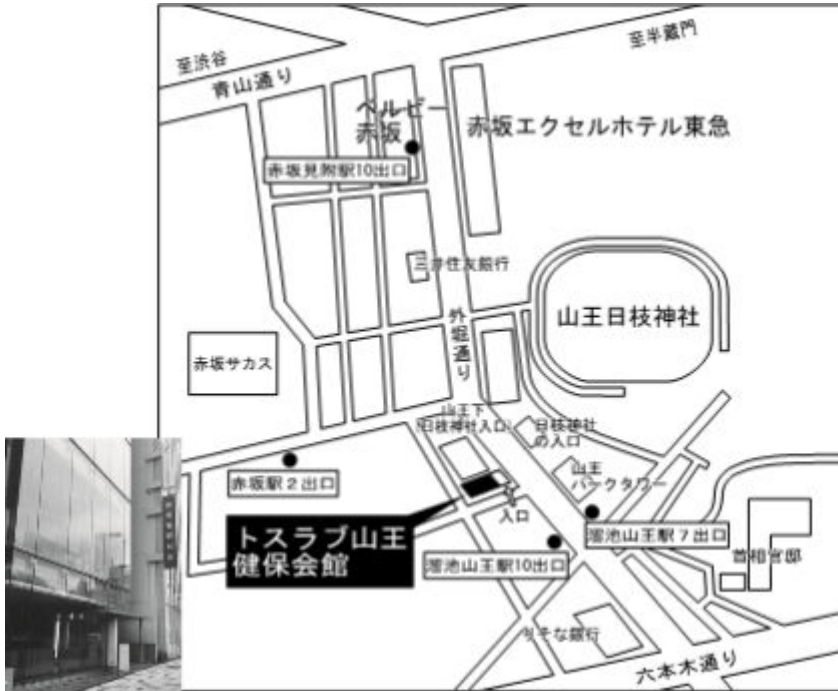 至半蔵門
至渋谷
青山通り
ベルビー
赤坂
赤坂エクセルホテル東急
赤坂見附駅10出口
三井住友銀行
山王日枝神社
外堀通り
赤坂サカス
山王下
(日枝神社入口)
日枝神社
の入口
山王
パークタワー
赤坂駅2出口
入口
トスラブ山王
健保会館
溜池山王駅7出口
溜池山王駅10出口
首相官邸
りそな銀行
六本木通り